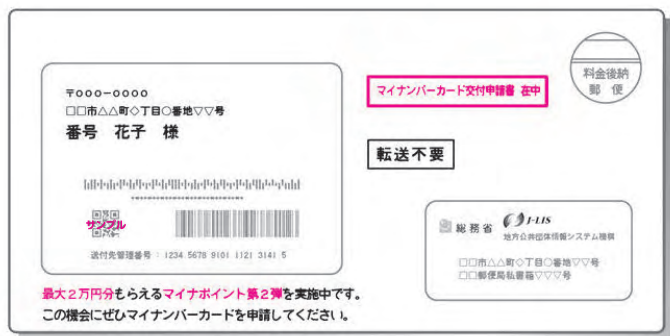 料金後納
郵　便
マイナンバーカード交付申請書 在中
〒000-0000
□□市△△町◇丁目○番地▽▽号
番号　花子　様
転送不要
サンプル
送付先管理番号：1234 5678 9101 1121 3141 5
総務省
J-LIS
地方公共団体情報システム機構
□□市△△町◇丁目○番地▽▽号
□□郵便局私書箱▽▽▽号
最大２万円分もらえるマイナポイント第２弾を実施中です。
この機会にぜひマイナンバーカードを申請してください。